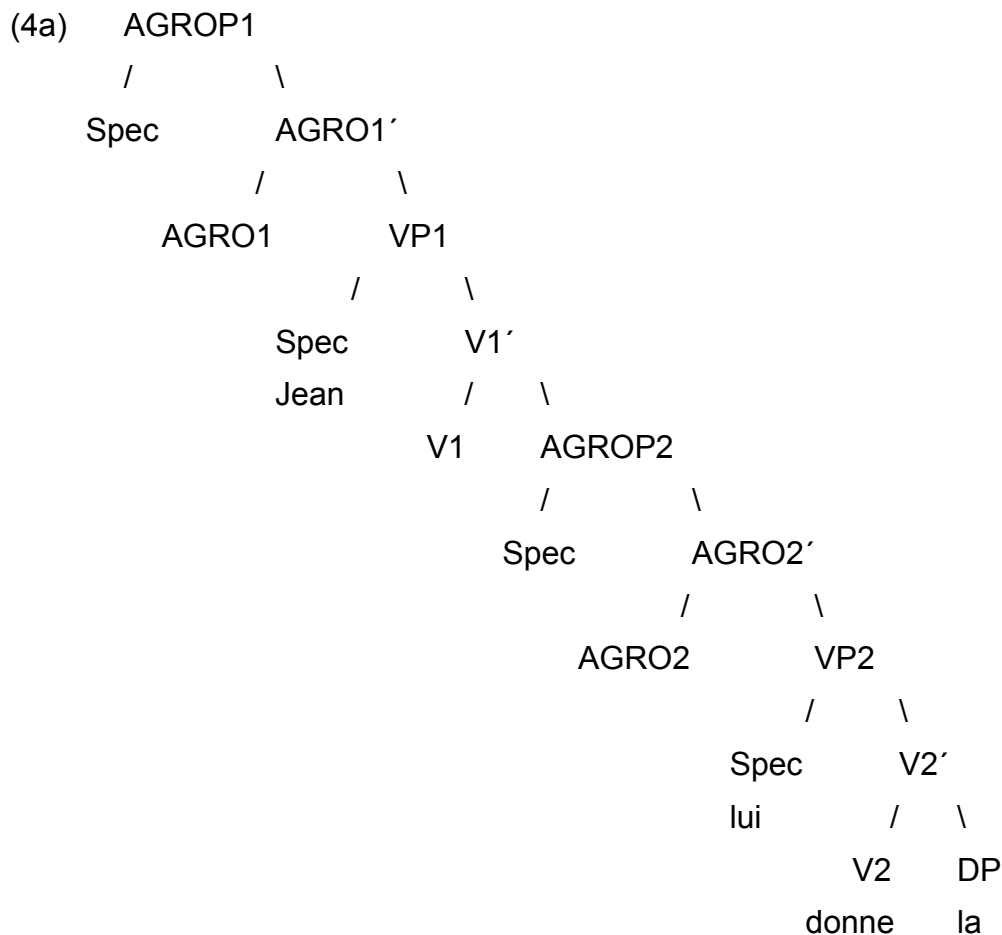 (4a) AGROP1
/ \
Spec AGRO1´
/ \
AGRO1 VP1
/ \
Spec V1´
Jean / \
V1 AGROP2
/ \
Spec AGRO2´
/ \
AGRO2 VP2
/ \
Spec V2´
lui / \
V2 DP
donne la